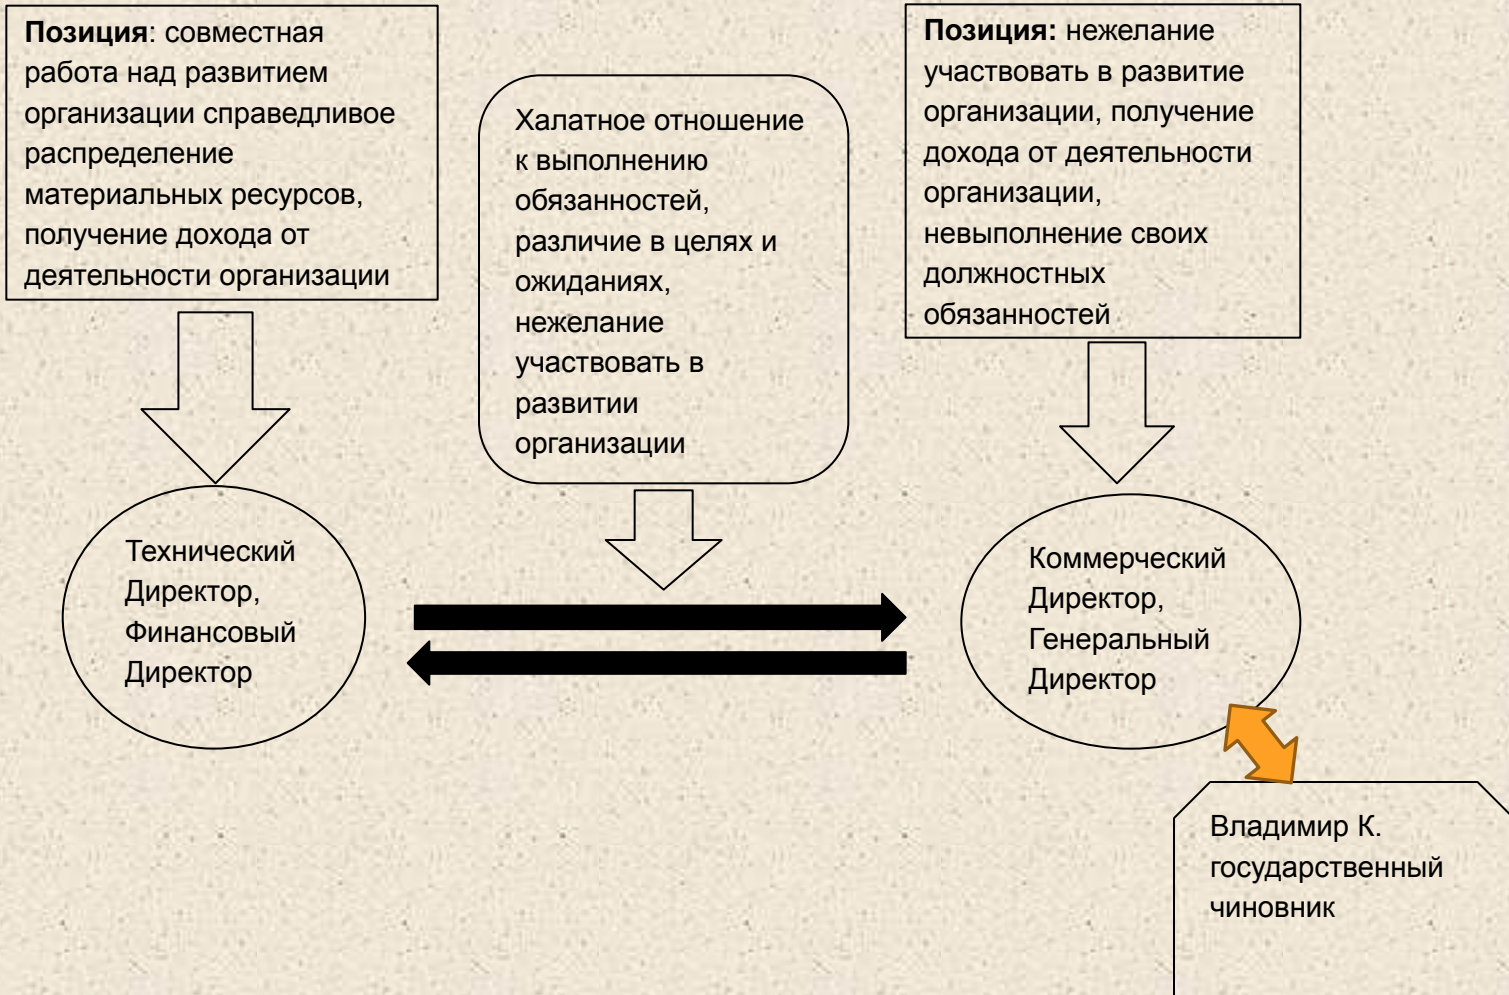 Позиция: совместная
работа над развитием
организации справедливое
распределение
материальных ресурсов,
получение дохода от
деятельности организации
Халатное отношение
к выполнению
обязанностей,
различие в целях и
ожиданиях,
нежелание
участвовать в
развитии
организации
Позиция: нежелание
участвовать в развитие
организации, получение
дохода от деятельности
организации,
невыполнение своих
должностных
обязанностей
Технический
Директор,
Финансовый
Директор
Коммерческий
Директор,
Генеральный
Директор
Владимир К.
государственный
чиновник